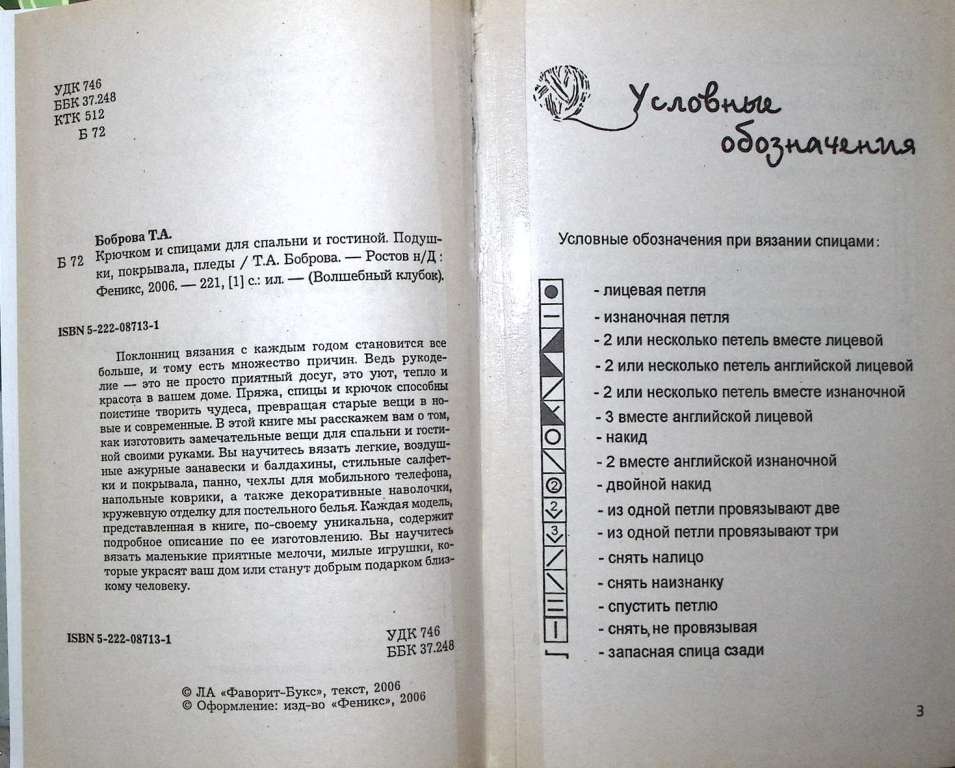 УДК 746
ББК 37.248
КТК 512
Б 72
Боброва Т.А.
Б 72 Крючком и спицами для спальни и гостиной. Подуш-
ки, покрывала, пледы / Т.А. Боброва. — Ростов н/Д :
Феникс, 2006. — 221, [1] с.: ил. — (Волшебный клубок).
ISBN 5-222-08713-1
Поклонниц вязания с каждым годом становится все
больше, и тому есть множество причин. Ведь рукоде-
лие — это не просто приятный досуг, это уют, тепло и
красота в вашем доме. Пряжа, спицы и крючок способны
поистине творить чудеса, превращая старые вещи в но-
вые и современные. В этой книге мы расскажем вам о том,
как изготовить замечательные вещи для спальни и гости-
ной своими руками. Вы научитесь вязать легкие, воздуш-
ные ажурные занавески и балдахины, стильные салфет-
ки и покрывала, панно, чехлы для мобильного телефона,
напольные коврики, а также декоративные наволочки,
кружевную отделку для постельного белья. Каждая модель,
представленная в книге, по-своему уникальна, содержит
подробное описание по ее изготовлению. Вы научитесь
вязать маленькие приятные мелочи, милые игрушки, ко-
торые украсят ваш дом или станут добрым подарком близ-
кому человеку.
ISBN 5-222-08713-1
УДК 746
ББК 37.248
© ЛА «Фаворит-Букс», текст, 2006
© Оформление: изд-во «Феникс», 2006
Условные
обозначения
Условные обозначения при вязании спицами:
- лицевая петля
- изнаночная петля
- 2 или несколько петель вместе лицевой
- 2 или несколько петель английской лицевой
- 2 или несколько петель вместе изнаночной
- 3 вместе английской лицевой
- накид
- 2 вместе английской изнаночной
2 - двойной накид
2 - из одной петли провязывают две
3 - из одной петли провязывают три
- снять налицо
- снять наизнанку
- спустить петлю
- снять, не провязывая
- запасная спица сзади
3